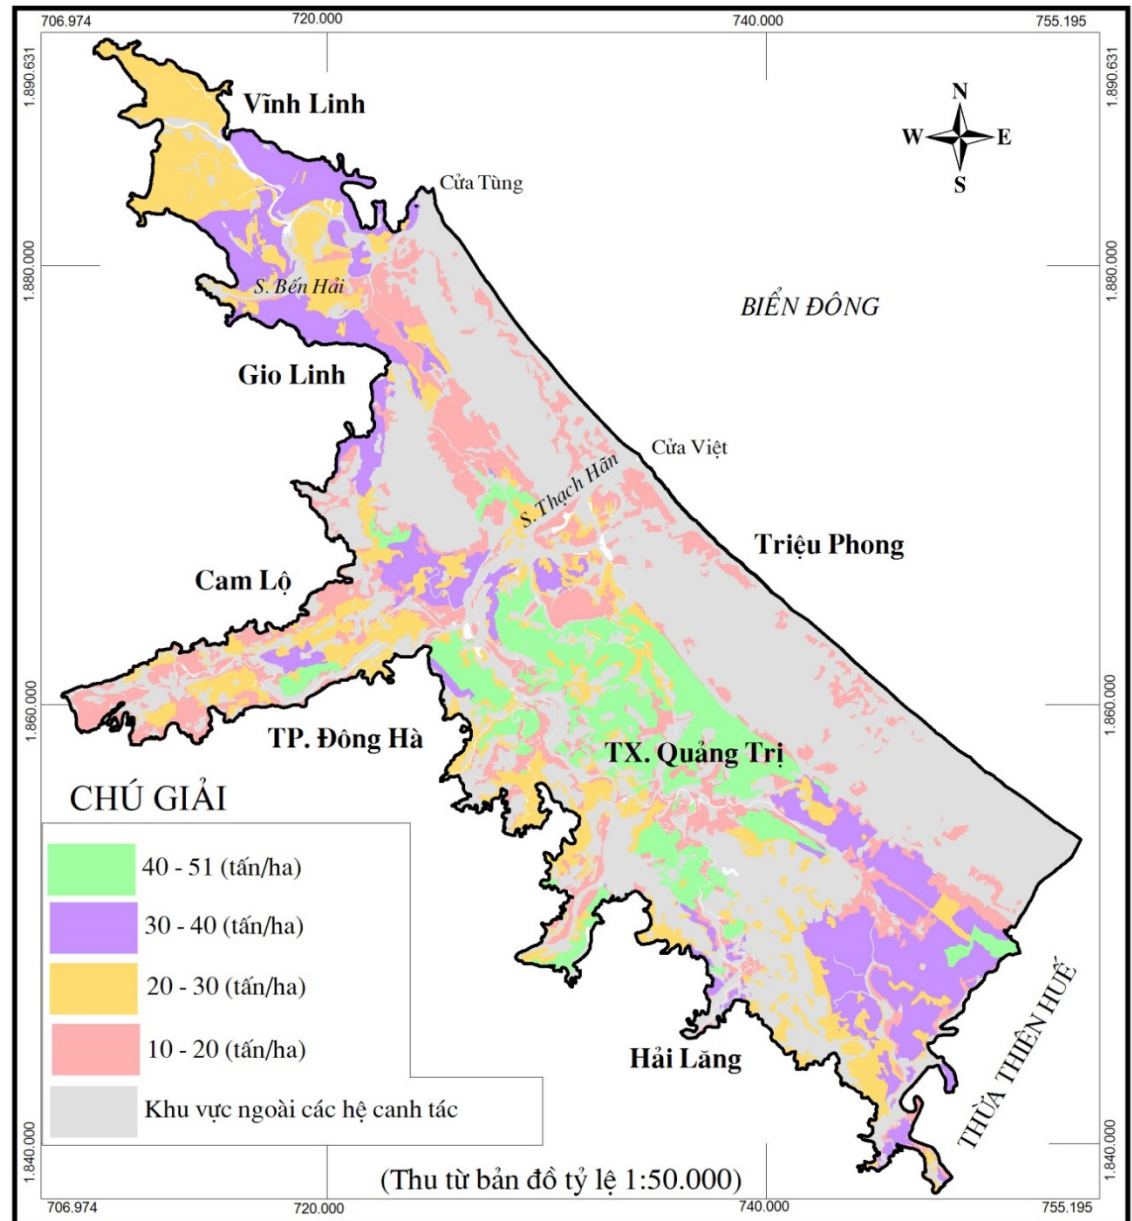 706.974 720.000 740.000 755.195
1.890.631 1.890.631
Vĩnh Linh
N
W E
S
Cửa Tùng
1.880.000 1.880.000
S. Bến Hải
BIỂN ĐÔNG
Gio Linh
Cửa Việt
S. Thạch Hãn
Triệu Phong
Cam Lộ
1.860.000 1.860.000
TP. Đông Hà
TX. Quảng Trị
CHÚ GIẢI
40 - 51 (tấn/ha)
30 - 40 (tấn/ha)
20 - 30 (tấn/ha)
10 - 20 (tấn/ha)
Khu vực ngoài các hệ canh tác
Hải Lăng
THỪA THIÊN HUẾ
1.840.000 1.840.000
(Thu từ bản đồ tỷ lệ 1:50.000)
706.974 720.000 740.000 755.195